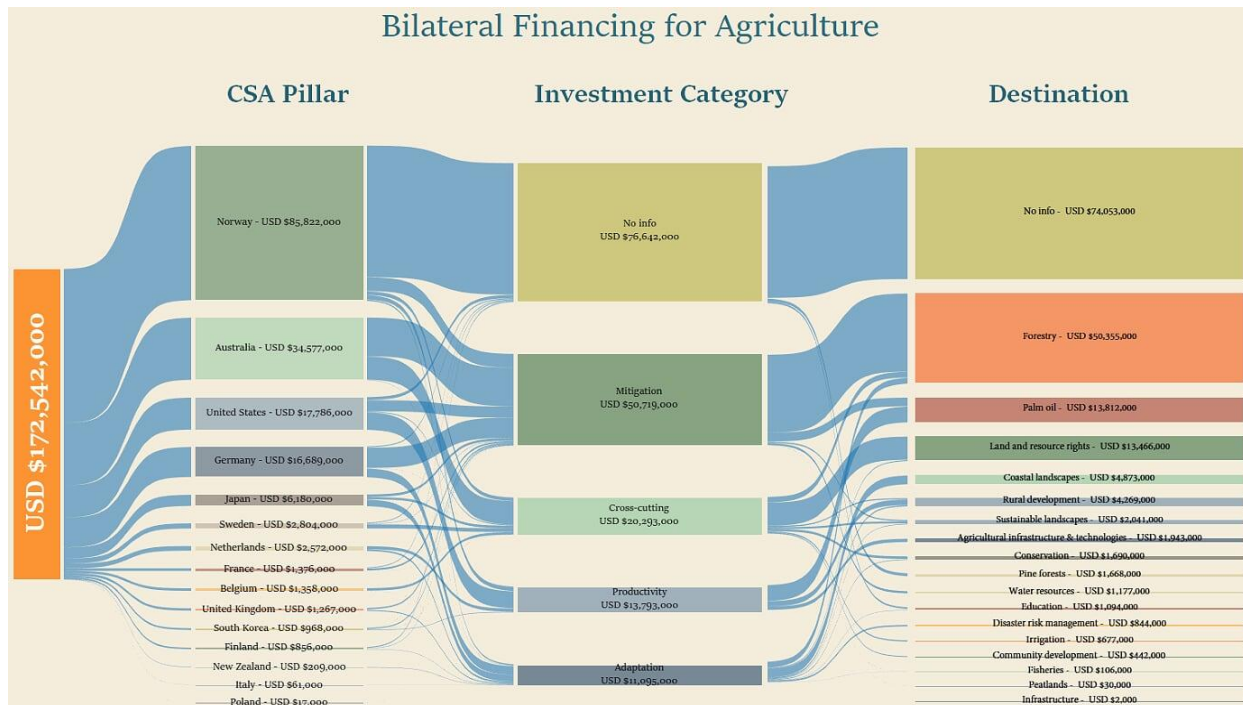 Bilateral Financing for Agriculture
CSA Pillar
Investment Category
Destination
USD $172,542,000
Norway - USD $85,822,000
Australia - USD $34,577,000
United States - USD $17,786,000
Germany - USD $16,689,000
Japan - USD $6,180,000
Sweden - USD $2,804,000
Netherlands - USD $2,572,000
France - USD $1,376,000
Belgium - USD $1,358,000
United Kingdom - USD $1,267,000
South Korea - USD $968,000
Finland - USD $856,000
New Zealand - USD $209,000
Italy - USD $61,000
Poland - USD $17,000
No info
USD $76,642,000
Mitigation
USD $50,719,000
Cross-cutting
USD $20,293,000
Productivity
USD $13,793,000
Adaptation
USD $11,095,000
No info - USD $74,053,000
Forestry - USD $50,355,000
Palm oil - USD $13,812,000
Land and resource rights - USD $13,466,000
Coastal landscapes - USD $4,873,000
Rural development - USD $4,269,000
Sustainable landscapes - USD $2,041,000
Agricultural infrastructure & technologies - USD $1,943,000
Conservation - USD $1,690,000
Pine forests - USD $1,668,000
Water resources - USD $1,177,000
Education - USD $1,094,000
Disaster risk management - USD $844,000
Irrigation - USD $677,000
Community development - USD $442,000
Fisheries - USD $106,000
Peatlands - USD $30,000
Infrastructure - USD $2,000